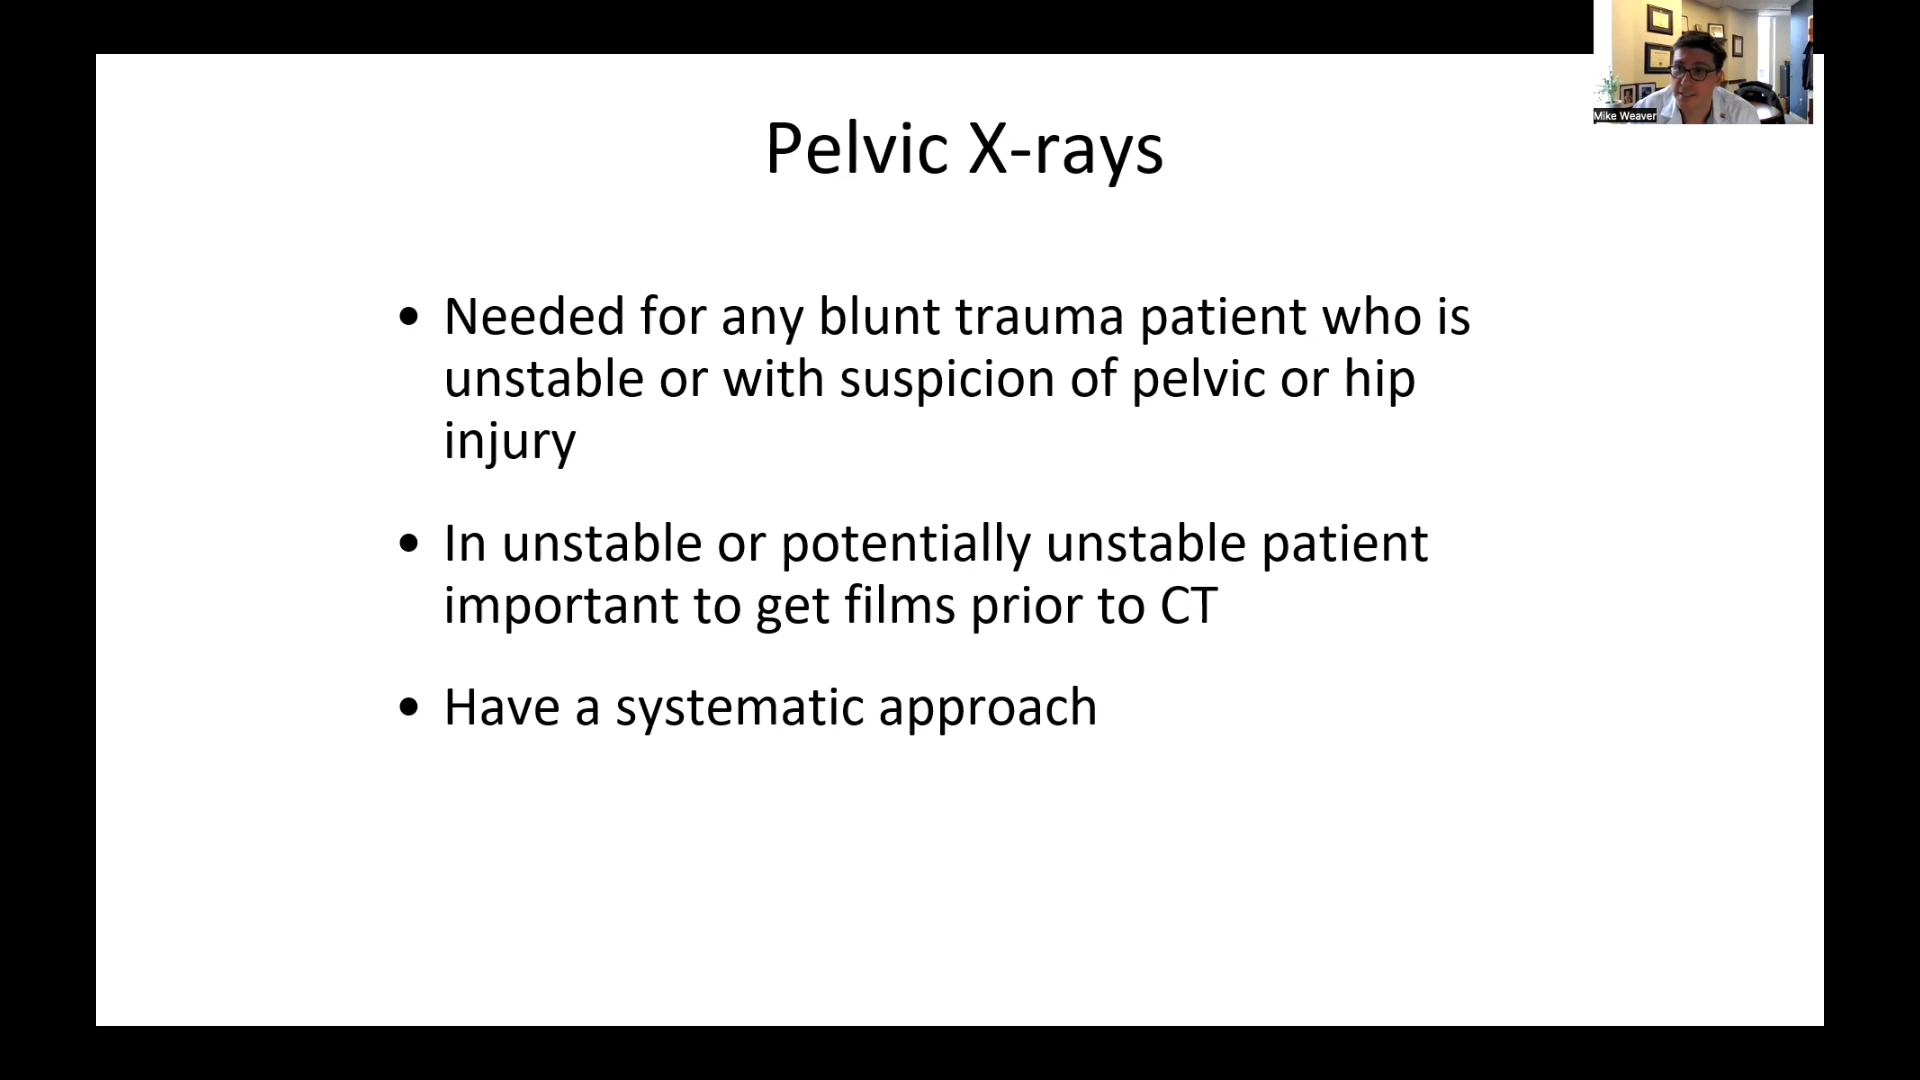 Mike Weaver
Pelvic X-rays
• Needed for any blunt trauma patient who is
unstable or with suspicion of pelvic or hip
injury
• In unstable or potentially unstable patient
important to get films prior to CT
• Have a systematic approach